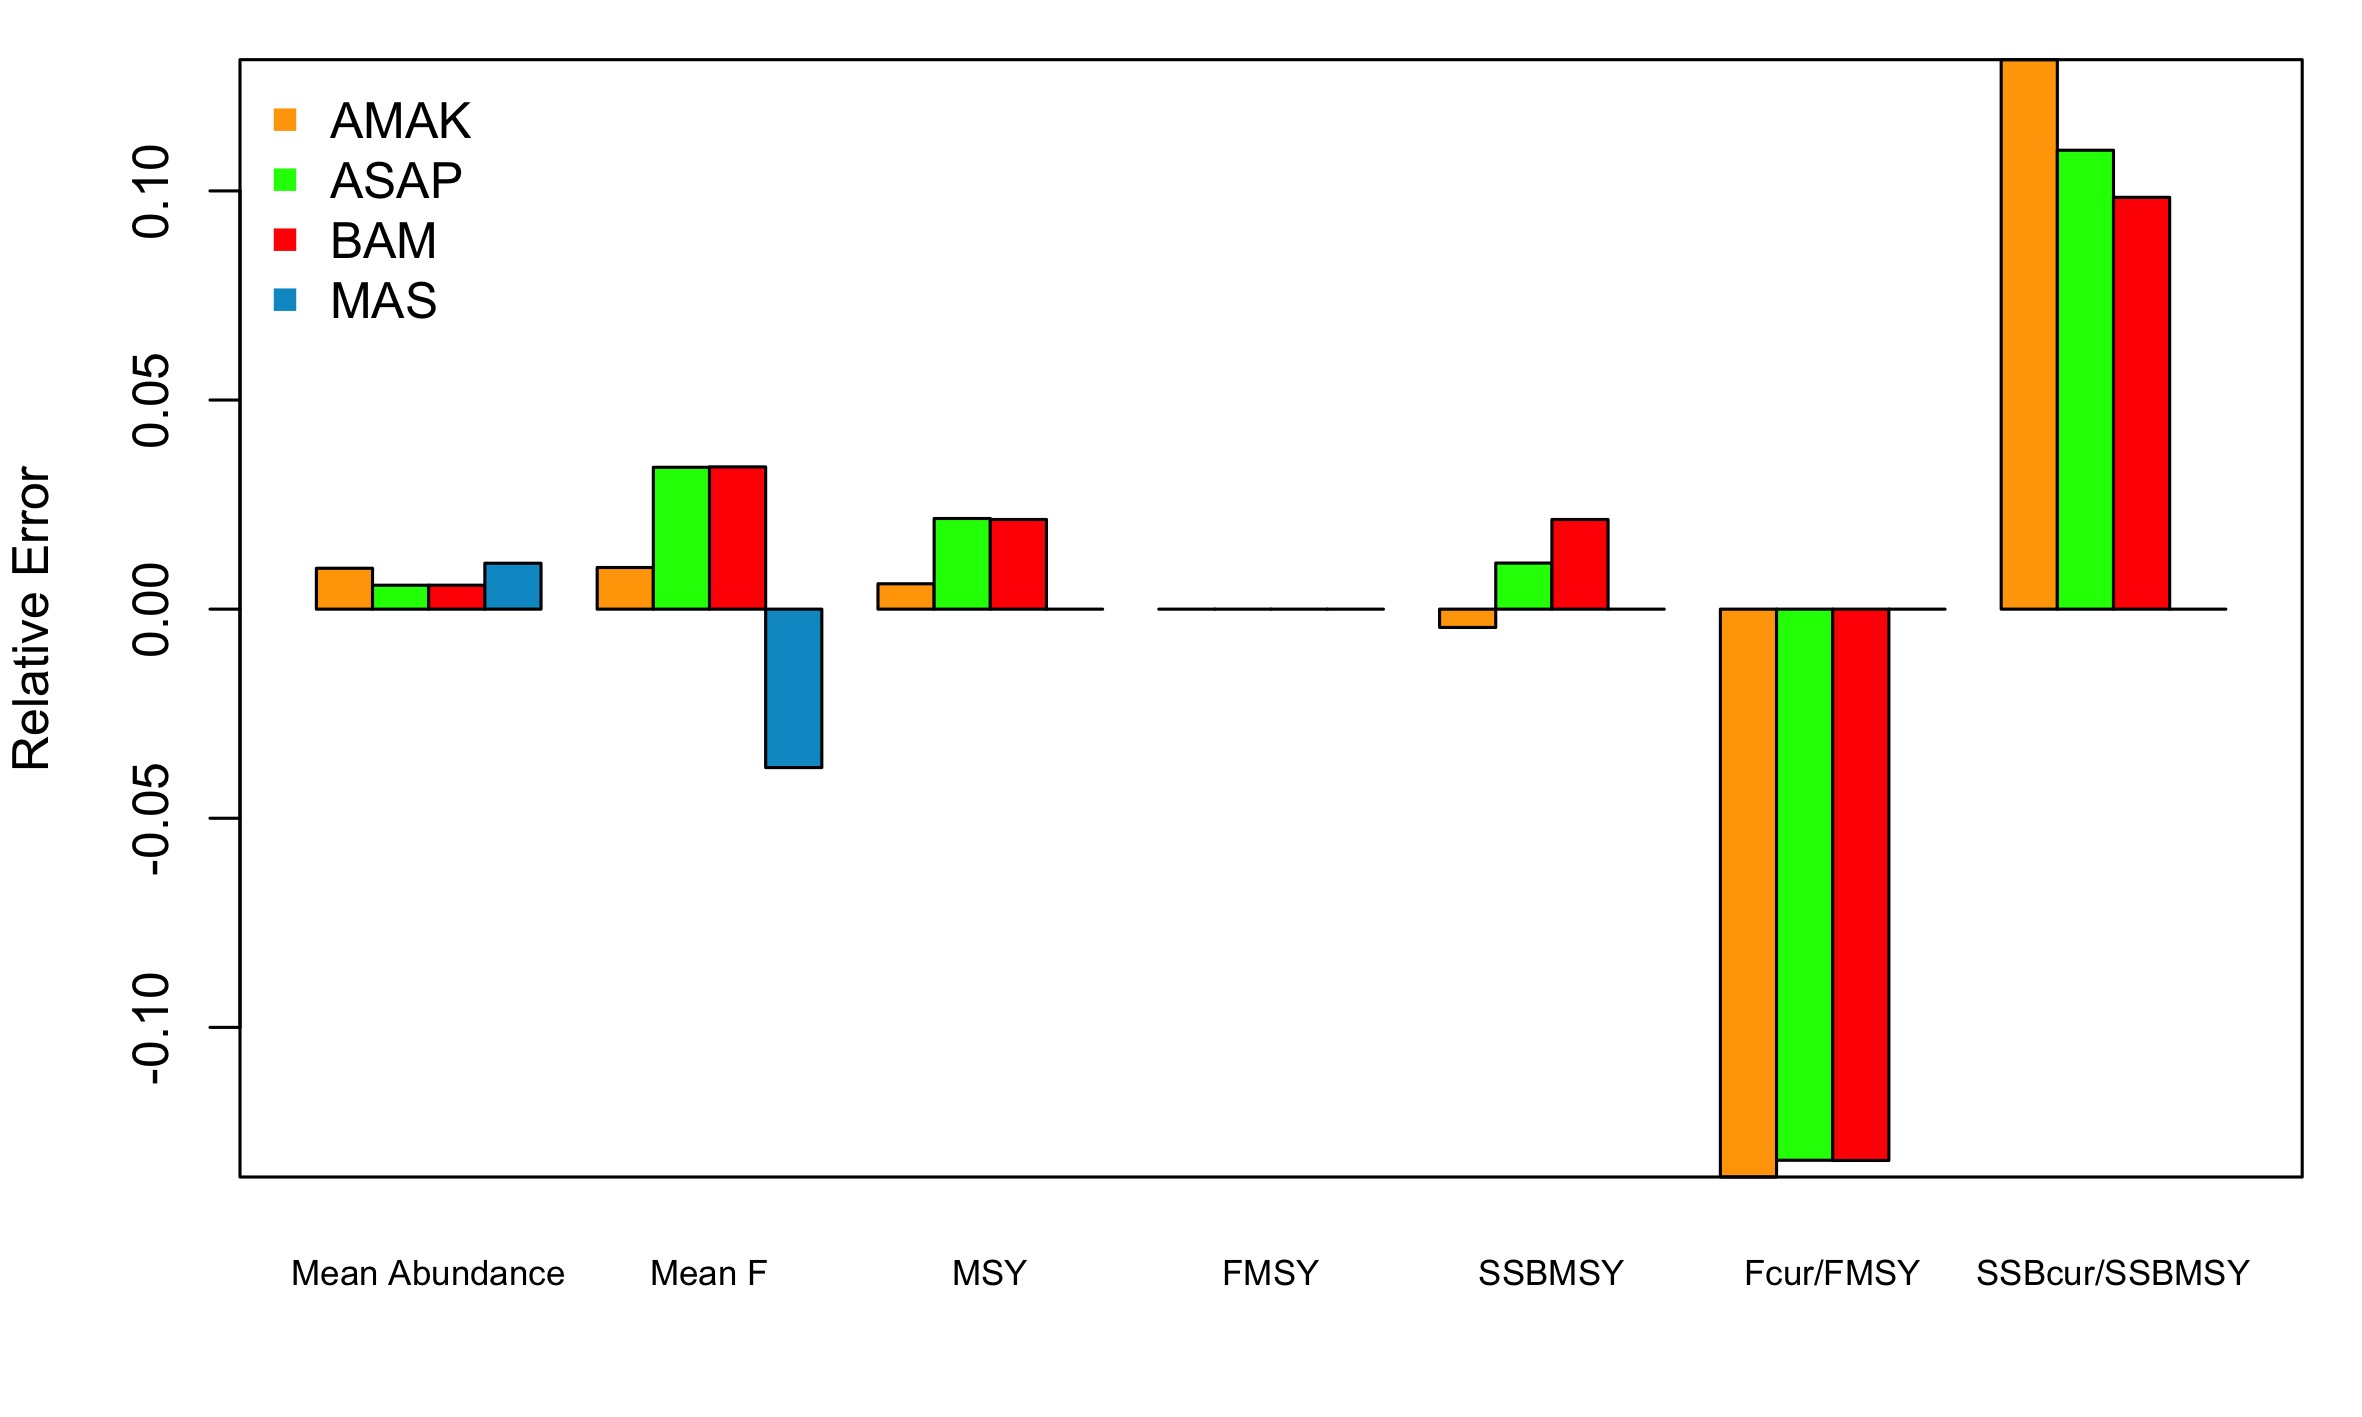 AMAK
ASAP
BAM
MAS
Relative Error
0.10
0.05
0.00
-0.05
-0.10
Mean Abundance
Mean F
MSY
FMSY
SSBMSY
Fcur/FMSY
SSBcur/SSBMSY